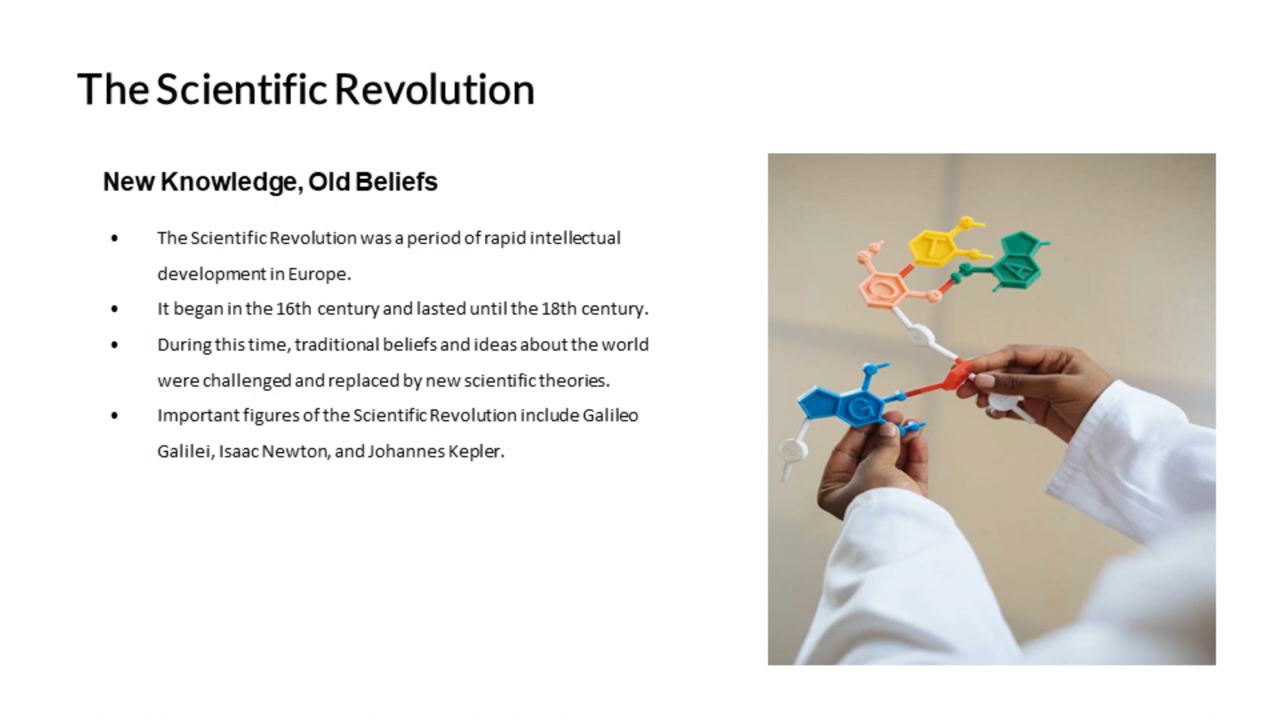 The Scientific Revolution
New Knowledge, Old Beliefs
• The Scientific Revolution was a period of rapid intellectual
development in Europe.
• It began in the 16th century and lasted until the 18th century.
• During this time, traditional beliefs and ideas about the world
were challenged and replaced by new scientific theories.
• Important figures of the Scientific Revolution include Galileo
Galilei, Isaac Newton, and Johannes Kepler.
T
A
C
G